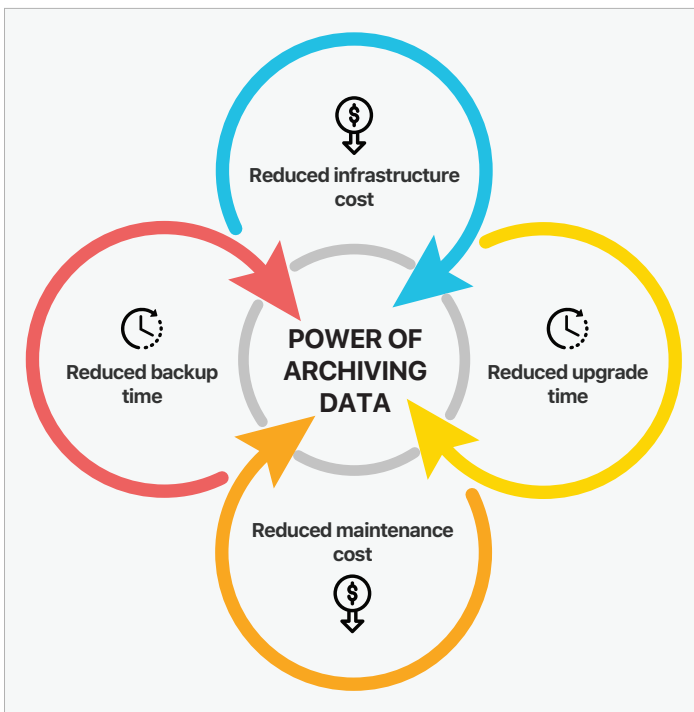 $
Reduced infrastructure
cost
Reduced backup
time
POWER OF
ARCHIVING
DATA
Reduced upgrade
time
Reduced maintenance
cost
$